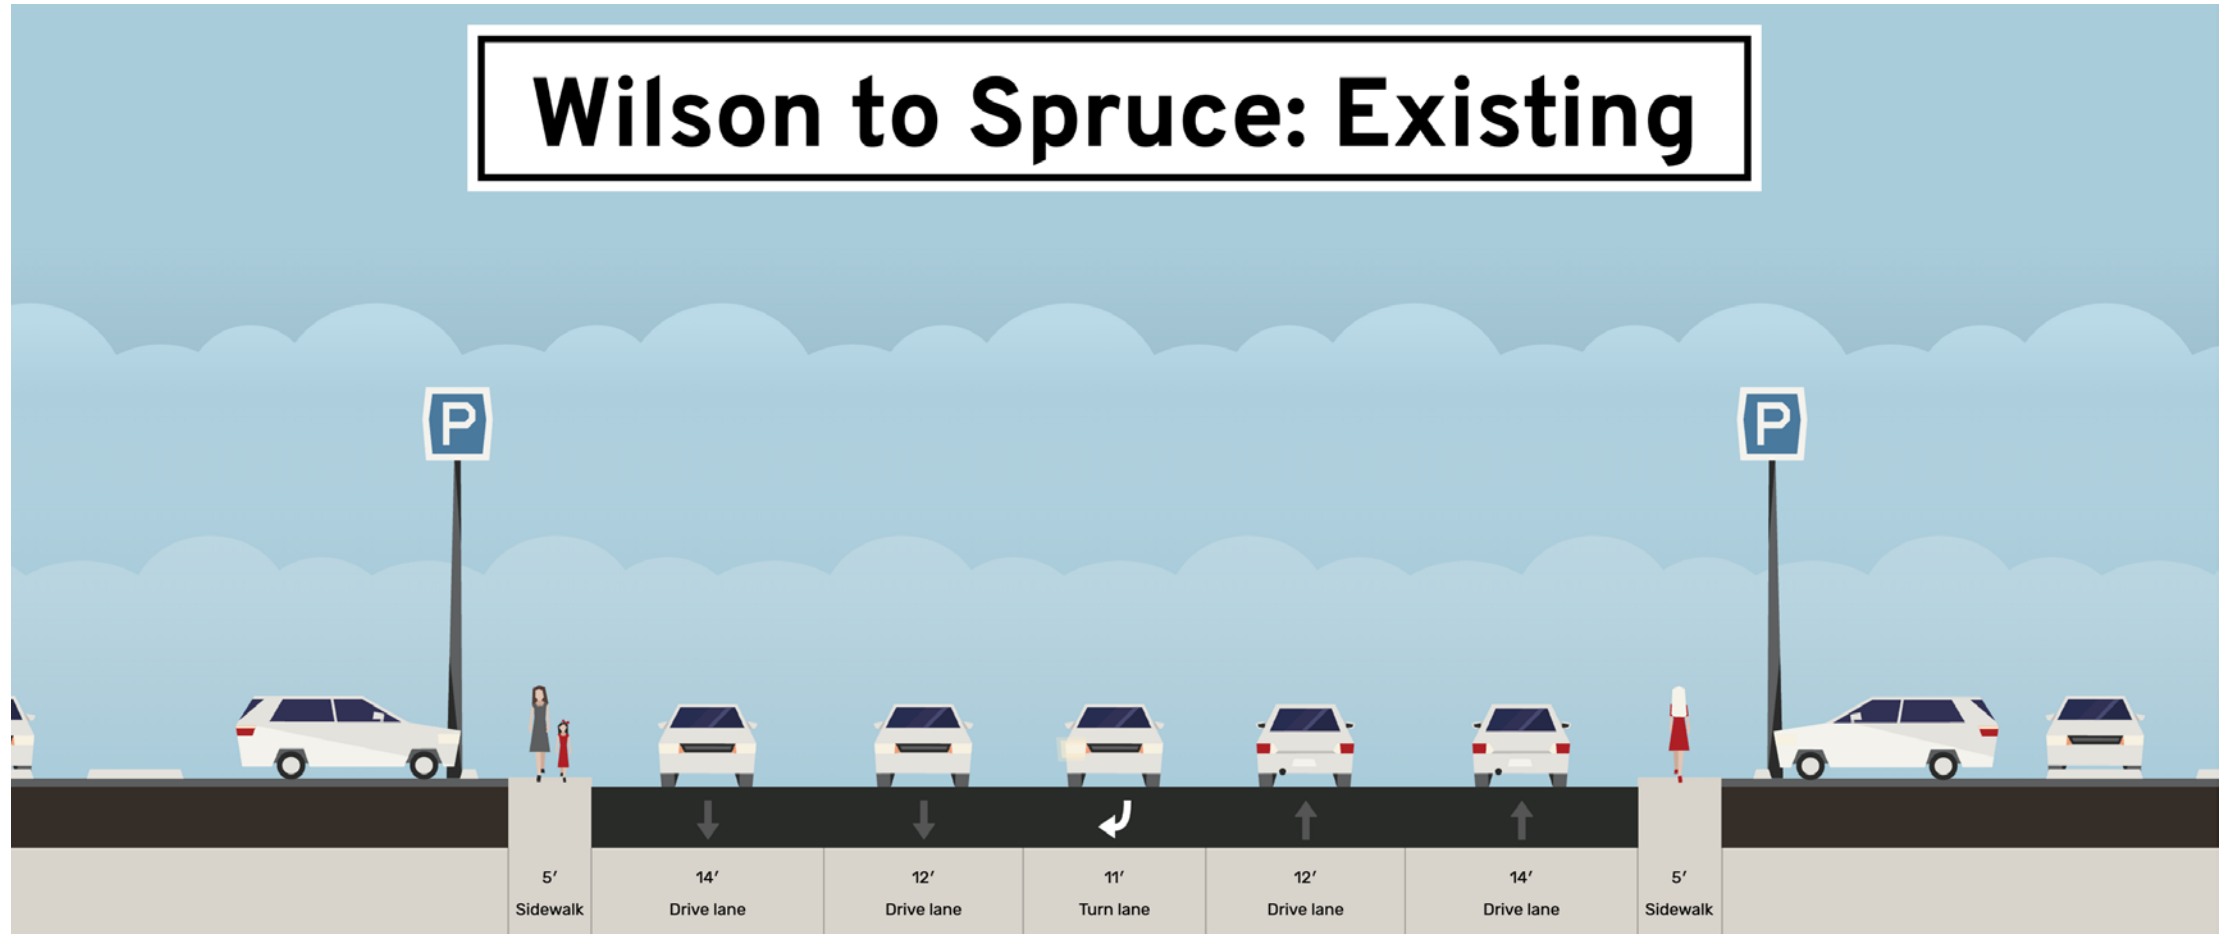 Wilson to Spruce: Existing
P
P
5′
Sidewalk
14′
Drive lane
12′
Drive lane
11′
Turn lane
12′
Drive lane
14′
Drive lane
5′
Sidewalk